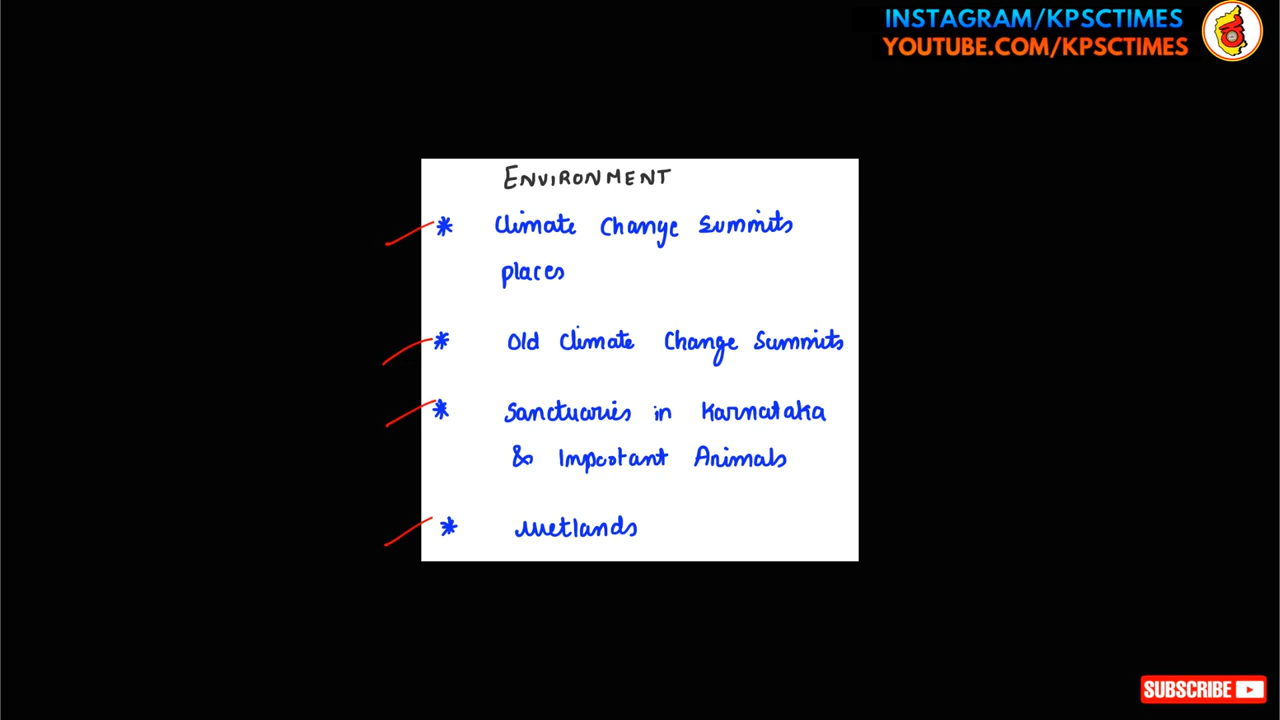 INSTAGRAM/KPSCTIMES
YOUTUBE.COM/KPSCTIMES
ENVIRONMENT
* Climate Change Summits
places
* Old Climate Change Summits
* Sanctuaries in Karnataka
& Important Animals
* Wetlands
SUBSCRIBE